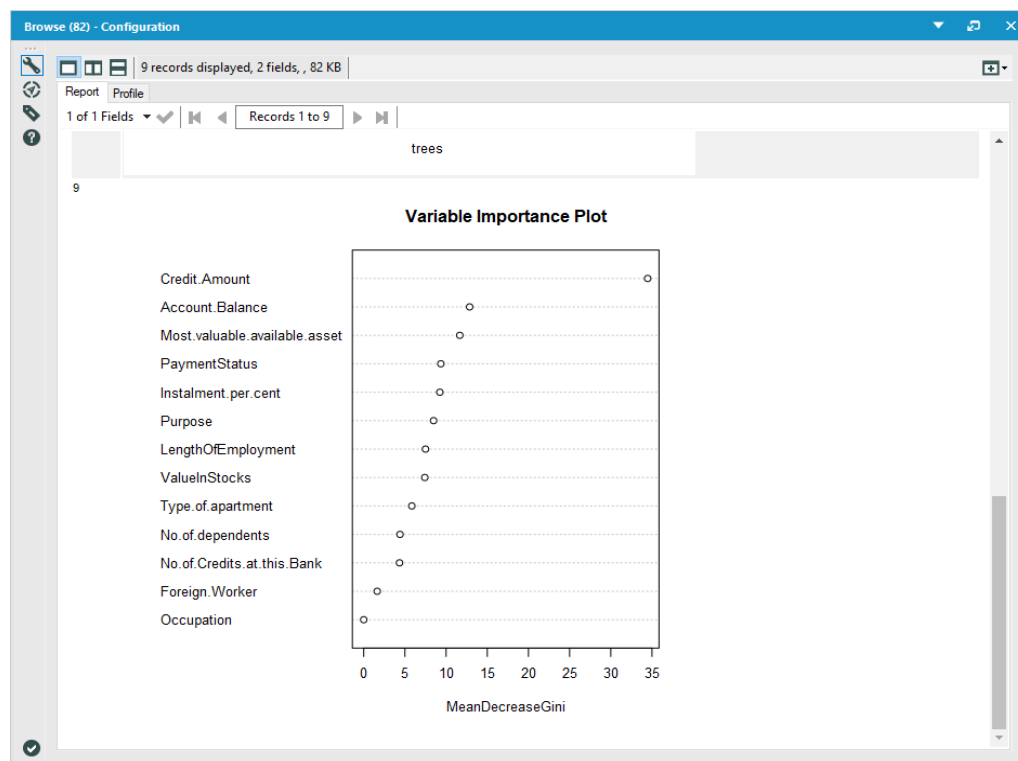 Browse (82) - Configuration
9 records displayed, 2 fields, , 82 KB
Report Profile
1 of 1 Fields Records 1 to 9
trees
9
Variable Importance Plot
Credit.Amount
Account.Balance
Most.valuable.available.asset
PaymentStatus
Instalment.per.cent
Purpose
LengthOfEmployment
ValueInStocks
Type.of.apartment
No.of.dependents
No.of.Credits.at.this.Bank
Foreign.Worker
Occupation
0 5 10 15 20 25 30 35
MeanDecreaseGini